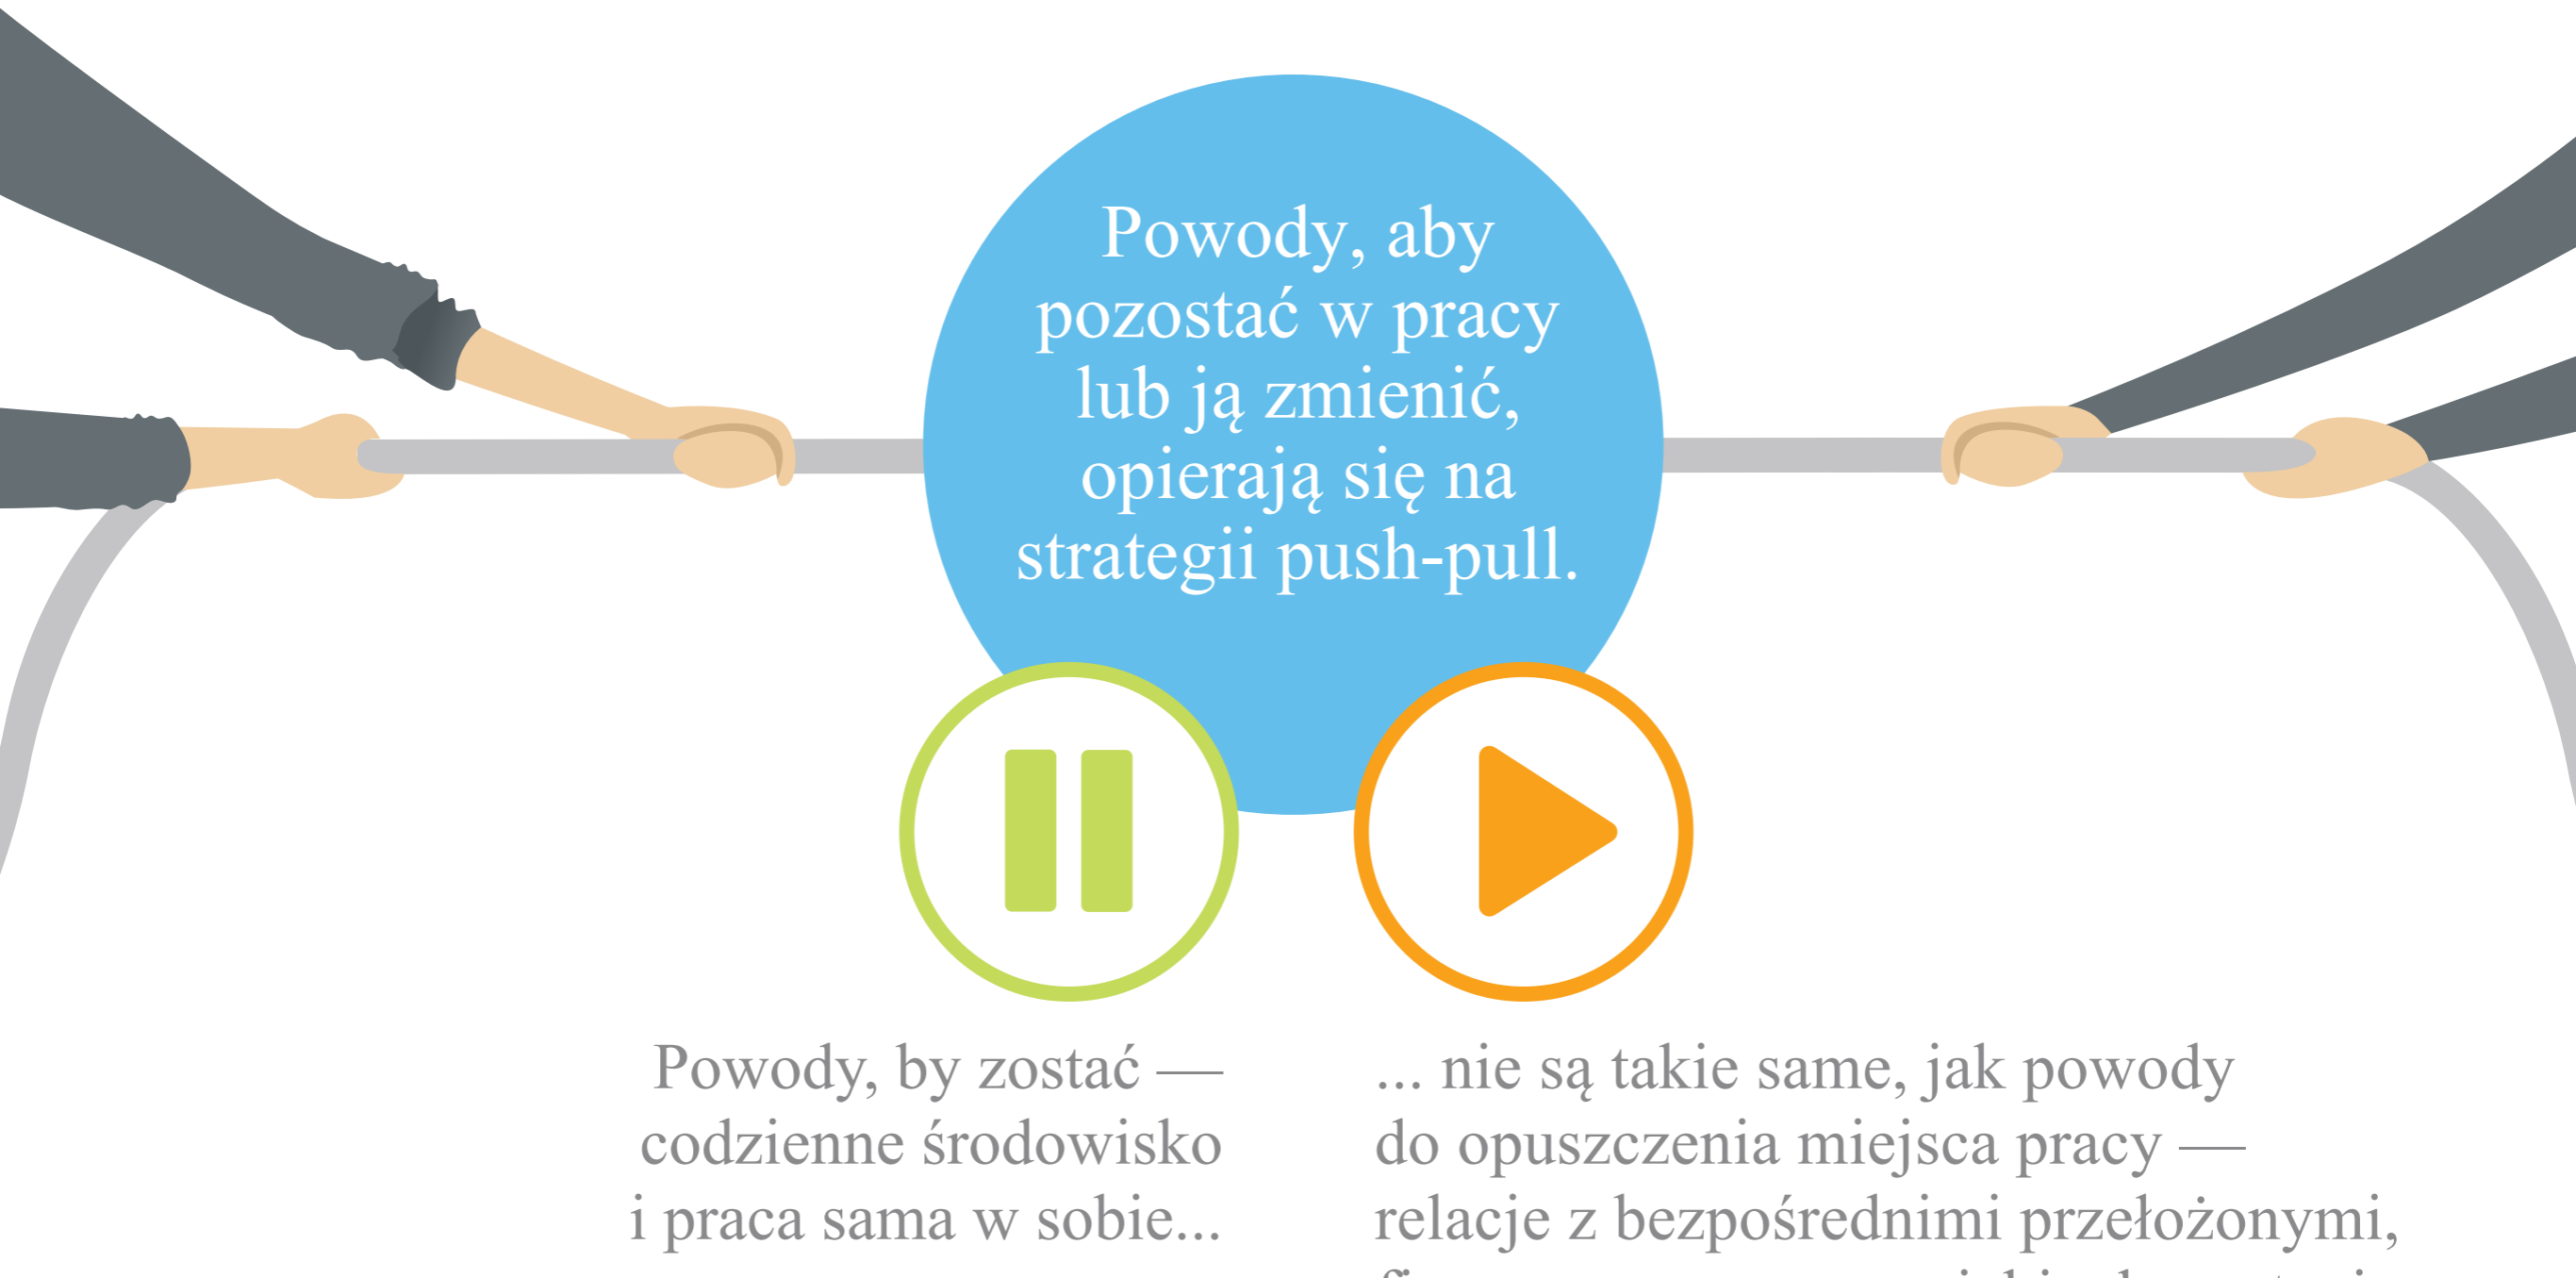 Powody, aby
pozostać w pracy
lub ją zmienić,
opierają się na
strategii push-pull.
Powody, by zostać —
codzienne środowisko
i praca sama w sobie...
... nie są takie same, jak powody
do opuszczenia miejsca pracy —
relacje z bezpośrednimi przełożonymi,